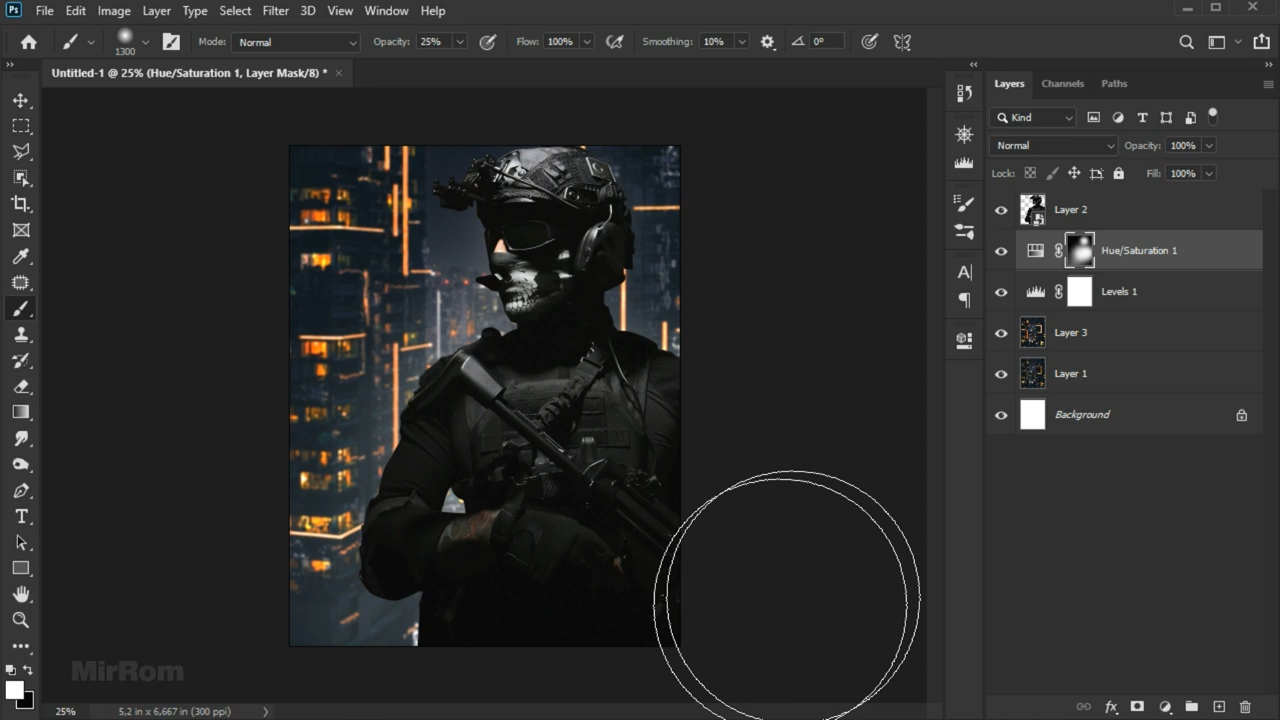 Ps File Edit Image Layer Type Select Filter 3D View Window Help
1300 Mode: Normal Opacity: 25% Flow: 100% Smoothing: 10% 0°
Untitled-1 @ 25% (Hue/Saturation 1, Layer Mask/8) * ×
Layers Channels Paths
Kind
Normal Opacity: 100%
Lock: Fill: 100%
Layer 2
Hue/Saturation 1
Levels 1
Layer 3
Layer 1
Background
MirRom
25% 5,2 in x 6,667 in (300 ppi)